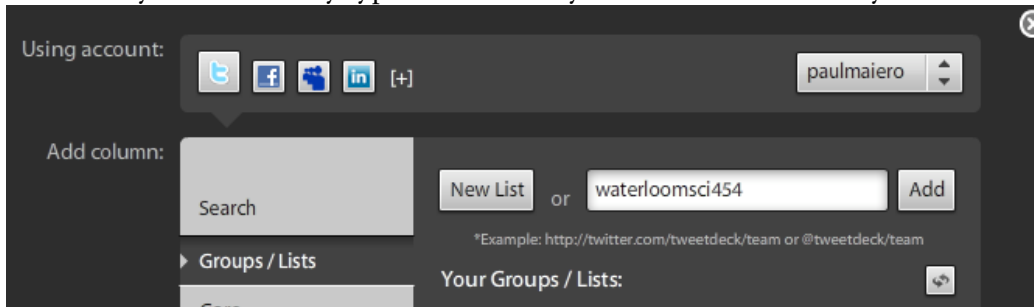 Using account:
[+]
paulmaiero
Add column:
Search
New List or waterloomsci454 Add
*Example: http://twitter.com/tweetdeck/team or @tweetdeck/team
Groups / Lists
Your Groups / Lists: